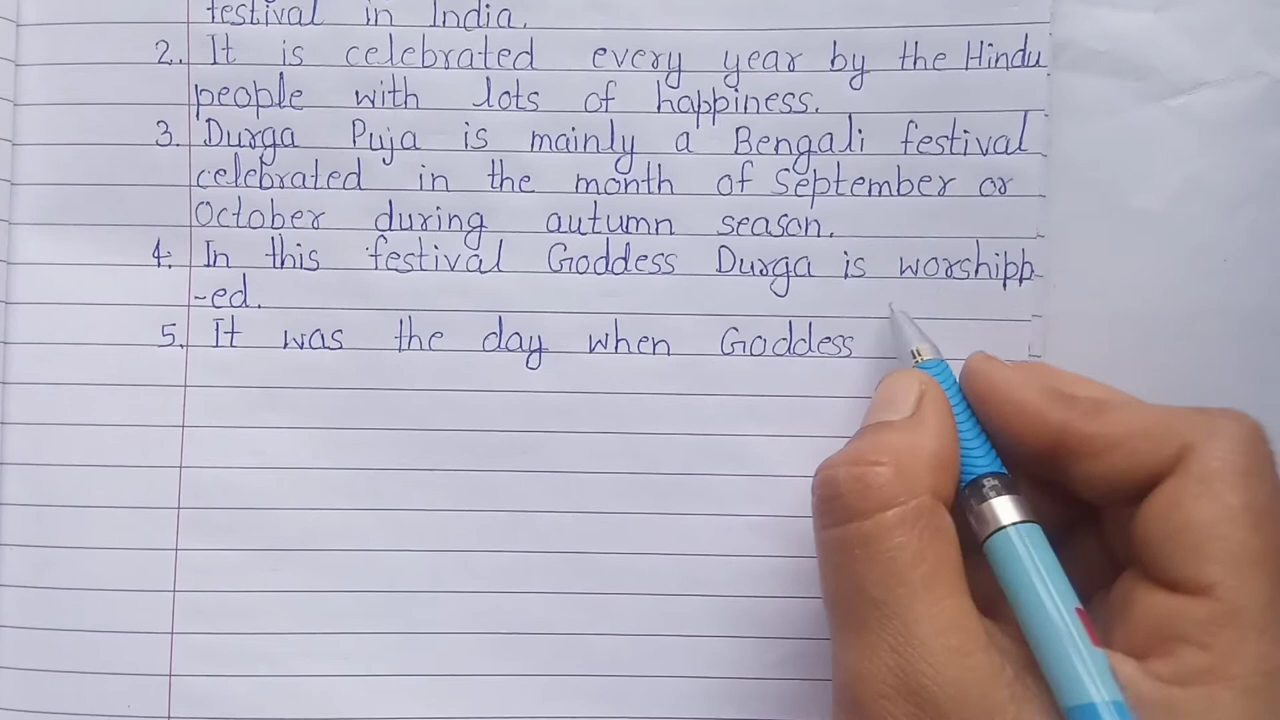 festival in India.
2. It is celebrated every year by the Hindu
people with lots of happiness.
3. Durga Puja is mainly a Bengali festival
celebrated in the month of September or
October during autumn season.
4. In this festival Goddess Durga is worshipp
-ed.
5. It was the day when Goddess